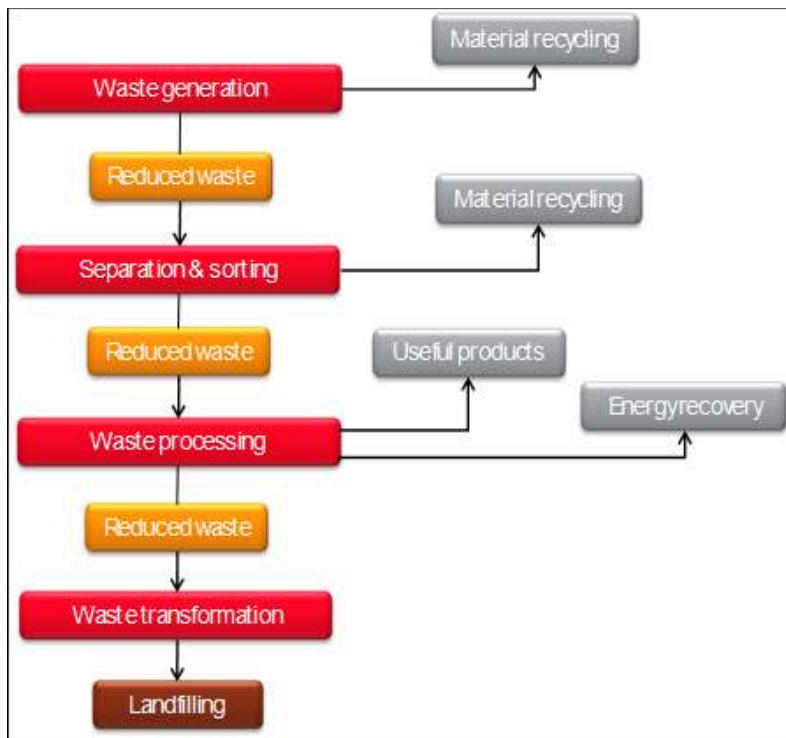 Material recycling
Waste generation
Reduced waste
Material recycling
Separation & sorting
Reduced waste
Useful products
Energy recovery
Waste processing
Reduced waste
Waste transformation
Landfilling